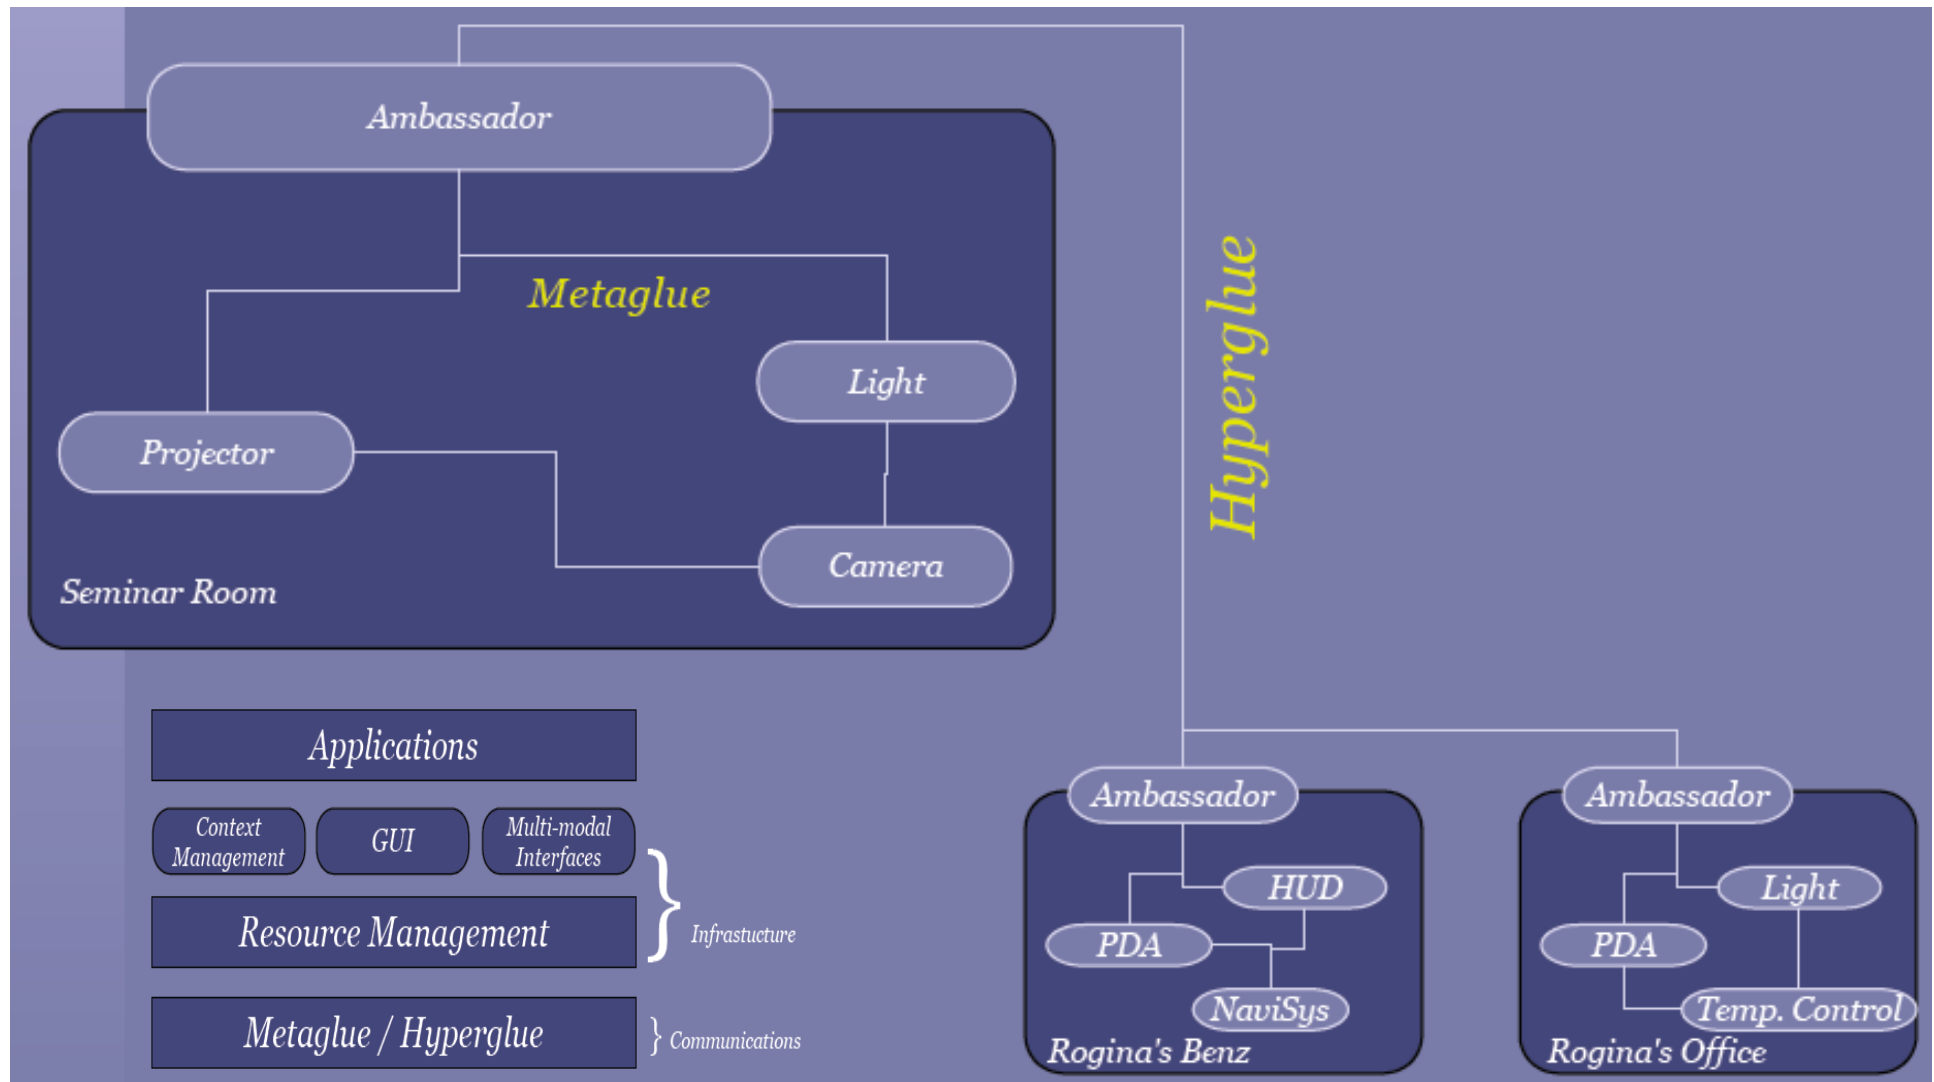 Ambassador
Metaglue
Hyperglue
Light
Projector
Camera
Seminar Room
Applications
Context
Management
GUI
Multi-modal
Interfaces
Resource Management
Infrastucture
Metaglue / Hyperglue
Communications
Ambassador
HUD
PDA
NaviSys
Rogina's Benz
Ambassador
Light
PDA
Temp. Control
Rogina's Office